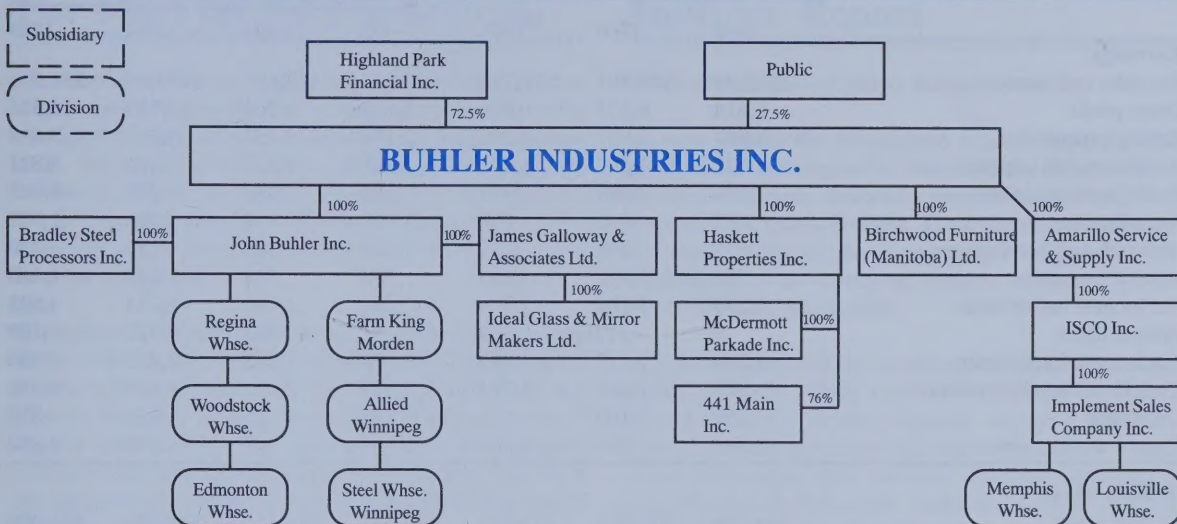 Subsidiary
Division
Highland Park
Financial Inc.
Public
72.5%
27.5%
BUHLER INDUSTRIES INC.
100%
100%
100%
100%
Bradley Steel
Processors Inc.
100%
John Buhler Inc.
100%
James Galloway &
Associates Ltd.
Haskett
Properties Inc.
Birchwood Furniture
(Manitoba) Ltd.
Amarillo Service
& Supply Inc.
100%
100%
Regina
Whse.
Farm King
Morden
Ideal Glass & Mirror
Makers Ltd.
McDermott
Parkade Inc.
100%
ISCO Inc.
100%
Woodstock
Whse.
Allied
Winnipeg
441 Main
Inc.
76%
Implement Sales
Company Inc.
Edmonton
Whse.
Steel Whse.
Winnipeg
Memphis
Whse.
Louisville
Whse.